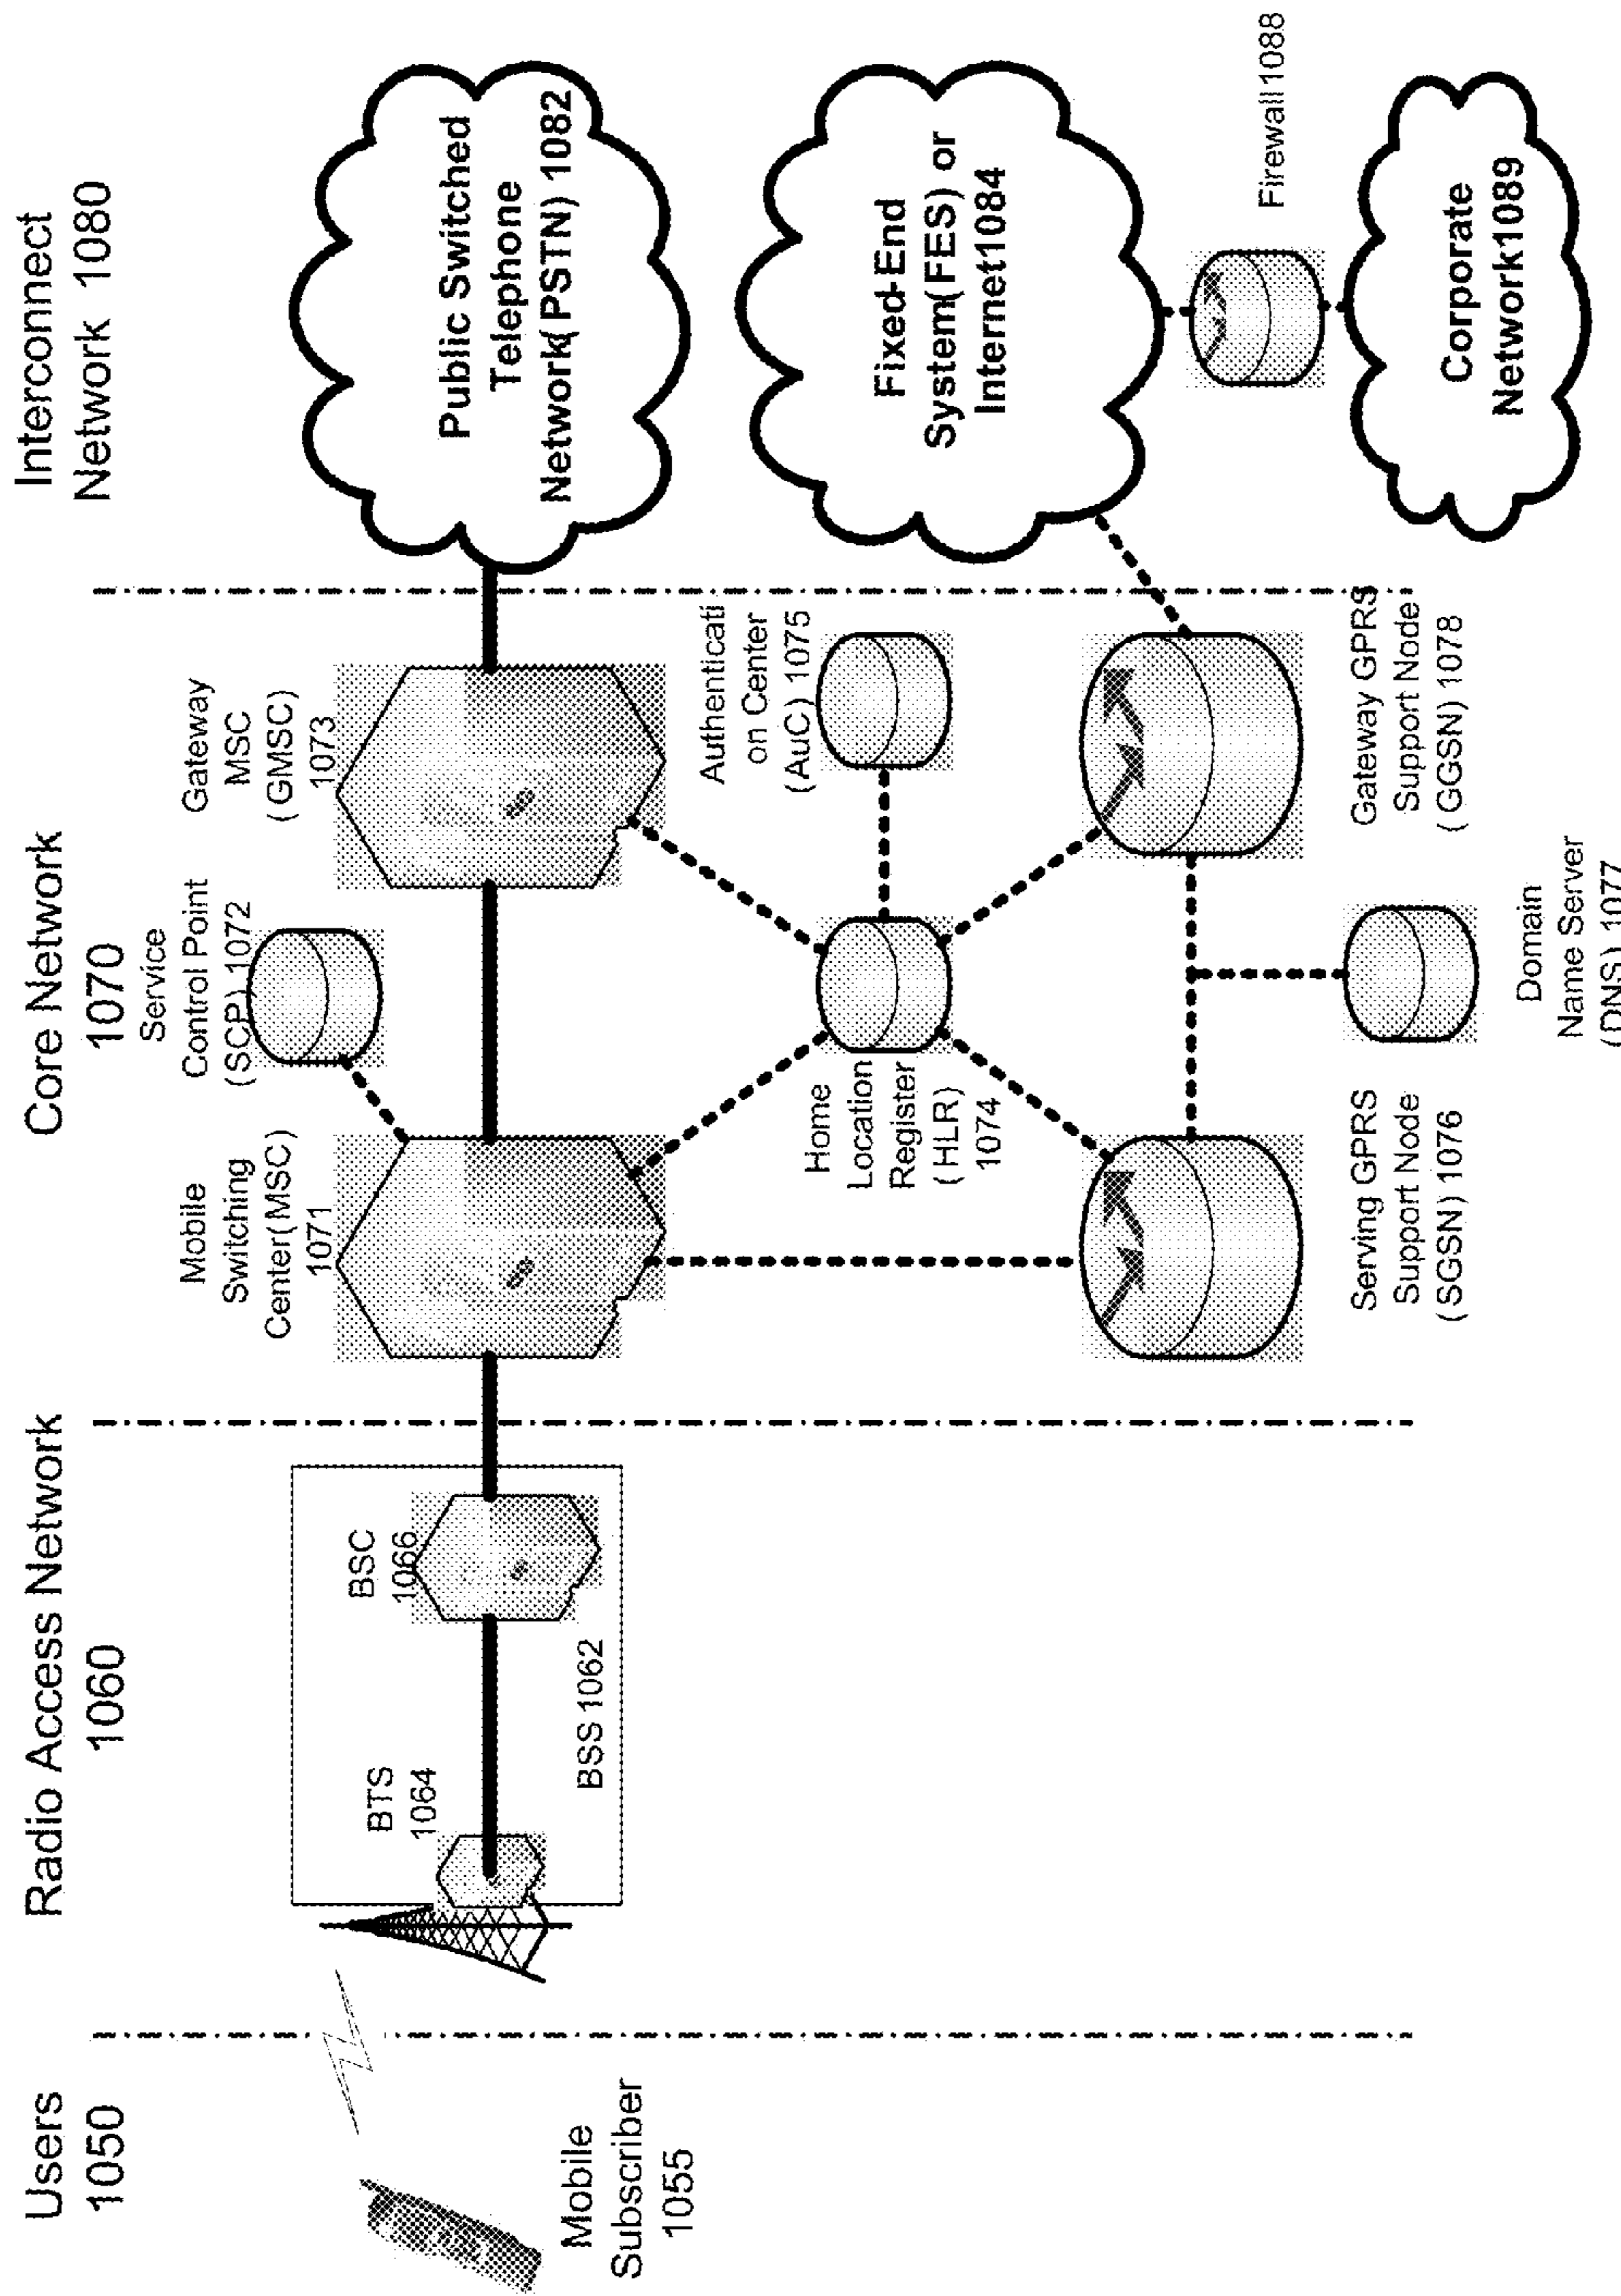 Users
1050
Radio Access Network
1060
Core Network
1070
Interconnect
Network 1080
Mobile
Subscriber
1055
BTS
1064
BSC
1066
BSS 1062
Mobile
Switching
Center(MSC)
1071
Service
Control Point
(SCP) 1072
Gateway
MSC
(GMSC)
1073
Public Switched
Telephone
Network(PSTN) 1082
Home
Location
Register
(HLR)
1074
Authenticati
on Center
(AuC) 1075
Fixed-End
System(FES) or
Internet1084
Serving GPRS
Support Node
(SGSN) 1076
Domain
Name Server
(DNS) 1077
Gateway GPRS
Support Node
(GGSN) 1078
Firewall 1088
Corporate
Network1089